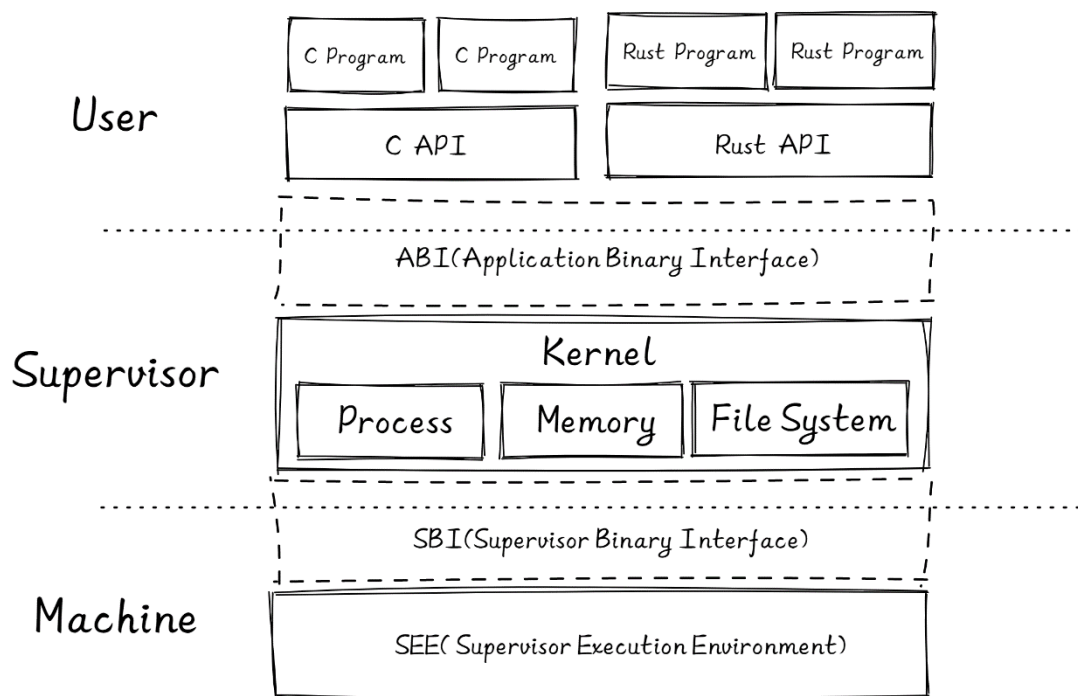 C Program
C Program
Rust Program
Rust Program
User
C API
Rust API
ABI(Application Binary Interface)
Kernel
Supervisor
Process
Memory
File System
SBI(Supervisor Binary Interface)
Machine
SEE( Supervisor Execution Environment)